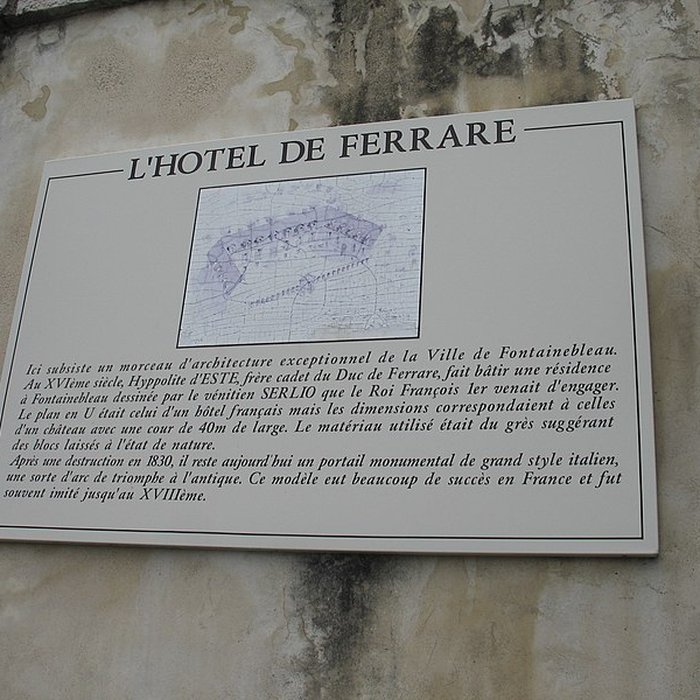 L'HOTEL DE FERRARE
Ici subsiste un morceau d'architecture exceptionnel de la Ville de Fontainebleau.
Au XVIème siècle, Hyppolite d'ESTE, frère cadet du Duc de Ferrare, fait bâtir une résidence
à Fontainebleau dessinée par le vénitien SERLIO que le Roi François 1er venait d'engager.
Le plan en U était celui d'un hôtel français mais les dimensions correspondaient à celles
d'un château avec une cour de 40m de large. Le matériau utilisé était du grès suggérant
des blocs laissés à l'état de nature.
Après une destruction en 1830, il reste aujourd'hui un portail monumental de grand style italien,
une sorte d'arc de triomphe à l'antique. Ce modèle eut beaucoup de succès en France et fut
souvent imité jusqu'au XVIIIème.